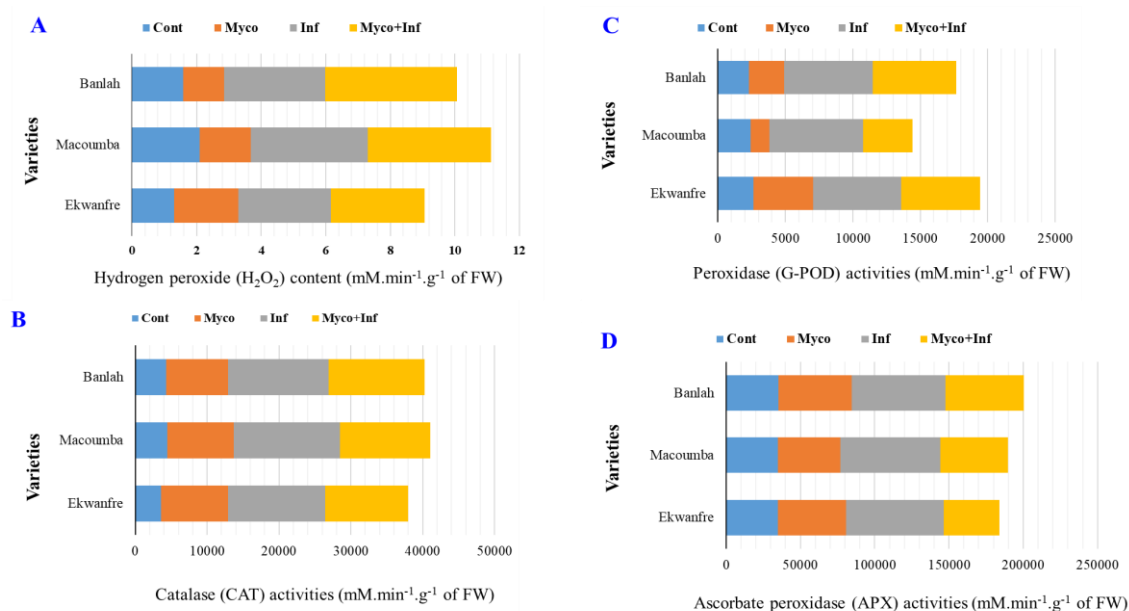 A
Cont Myco Inf Myco+Inf
Varieties
Banlah
Macoumba
Ekwanfre
0 2 4 6 8 10 12
Hydrogen peroxide (H₂O₂) content (mM.min⁻¹.g⁻¹ of FW)
B
Cont Myco Inf Myco+Inf
Varieties
Banlah
Macoumba
Ekwanfre
0 10000 20000 30000 40000 50000
Catalase (CAT) activities (mM.min⁻¹.g⁻¹ of FW)
C
Cont Myco Inf Myco+Inf
Varieties
Banlah
Macoumba
Ekwanfre
0 5000 10000 15000 20000 25000
Peroxidase (G-POD) activities (mM.min⁻¹.g⁻¹ of FW)
D
Cont Myco Inf Myco+Inf
Varieties
Banlah
Macoumba
Ekwanfre
0 50000 100000 150000 200000 250000
Ascorbate peroxidase (APX) activities (mM.min⁻¹.g⁻¹ of FW)